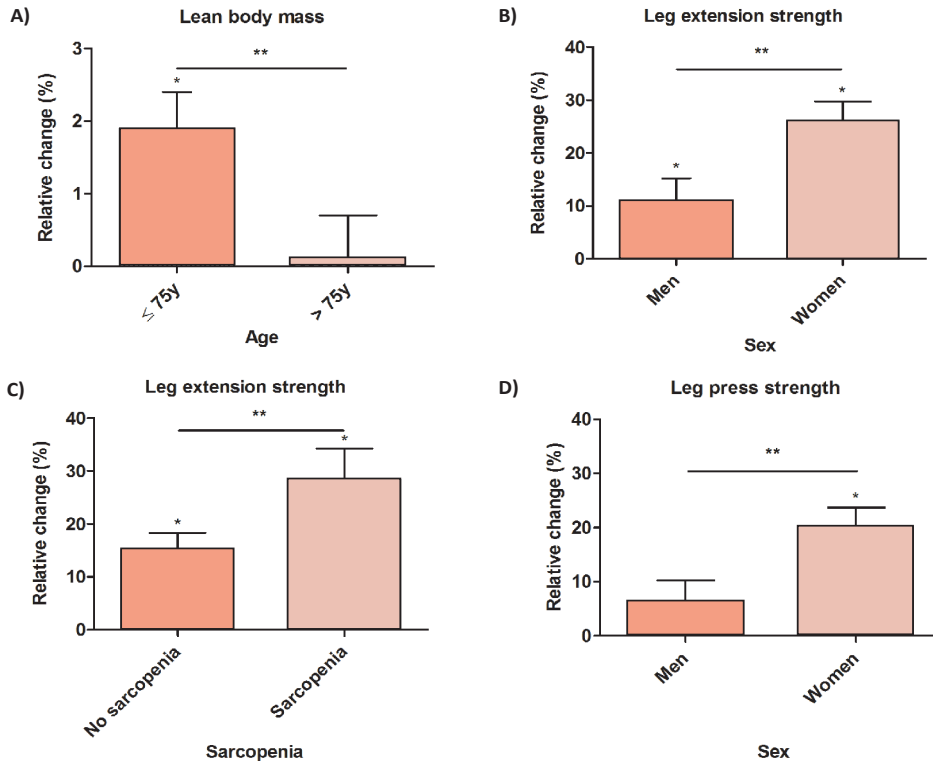 A)
Lean body mass
Relative change (%)
3
2
1
0
**
*
≤ 75y
> 75y
Age
B)
Leg extension strength
Relative change (%)
40
30
20
10
0
**
*
*
Men
Women
Sex
C)
Leg extension strength
Relative change (%)
40
30
20
10
0
**
*
*
No sarcopenia
Sarcopenia
Sarcopenia
D)
Leg press strength
Relative change (%)
40
30
20
10
0
**
*
Men
Women
Sex